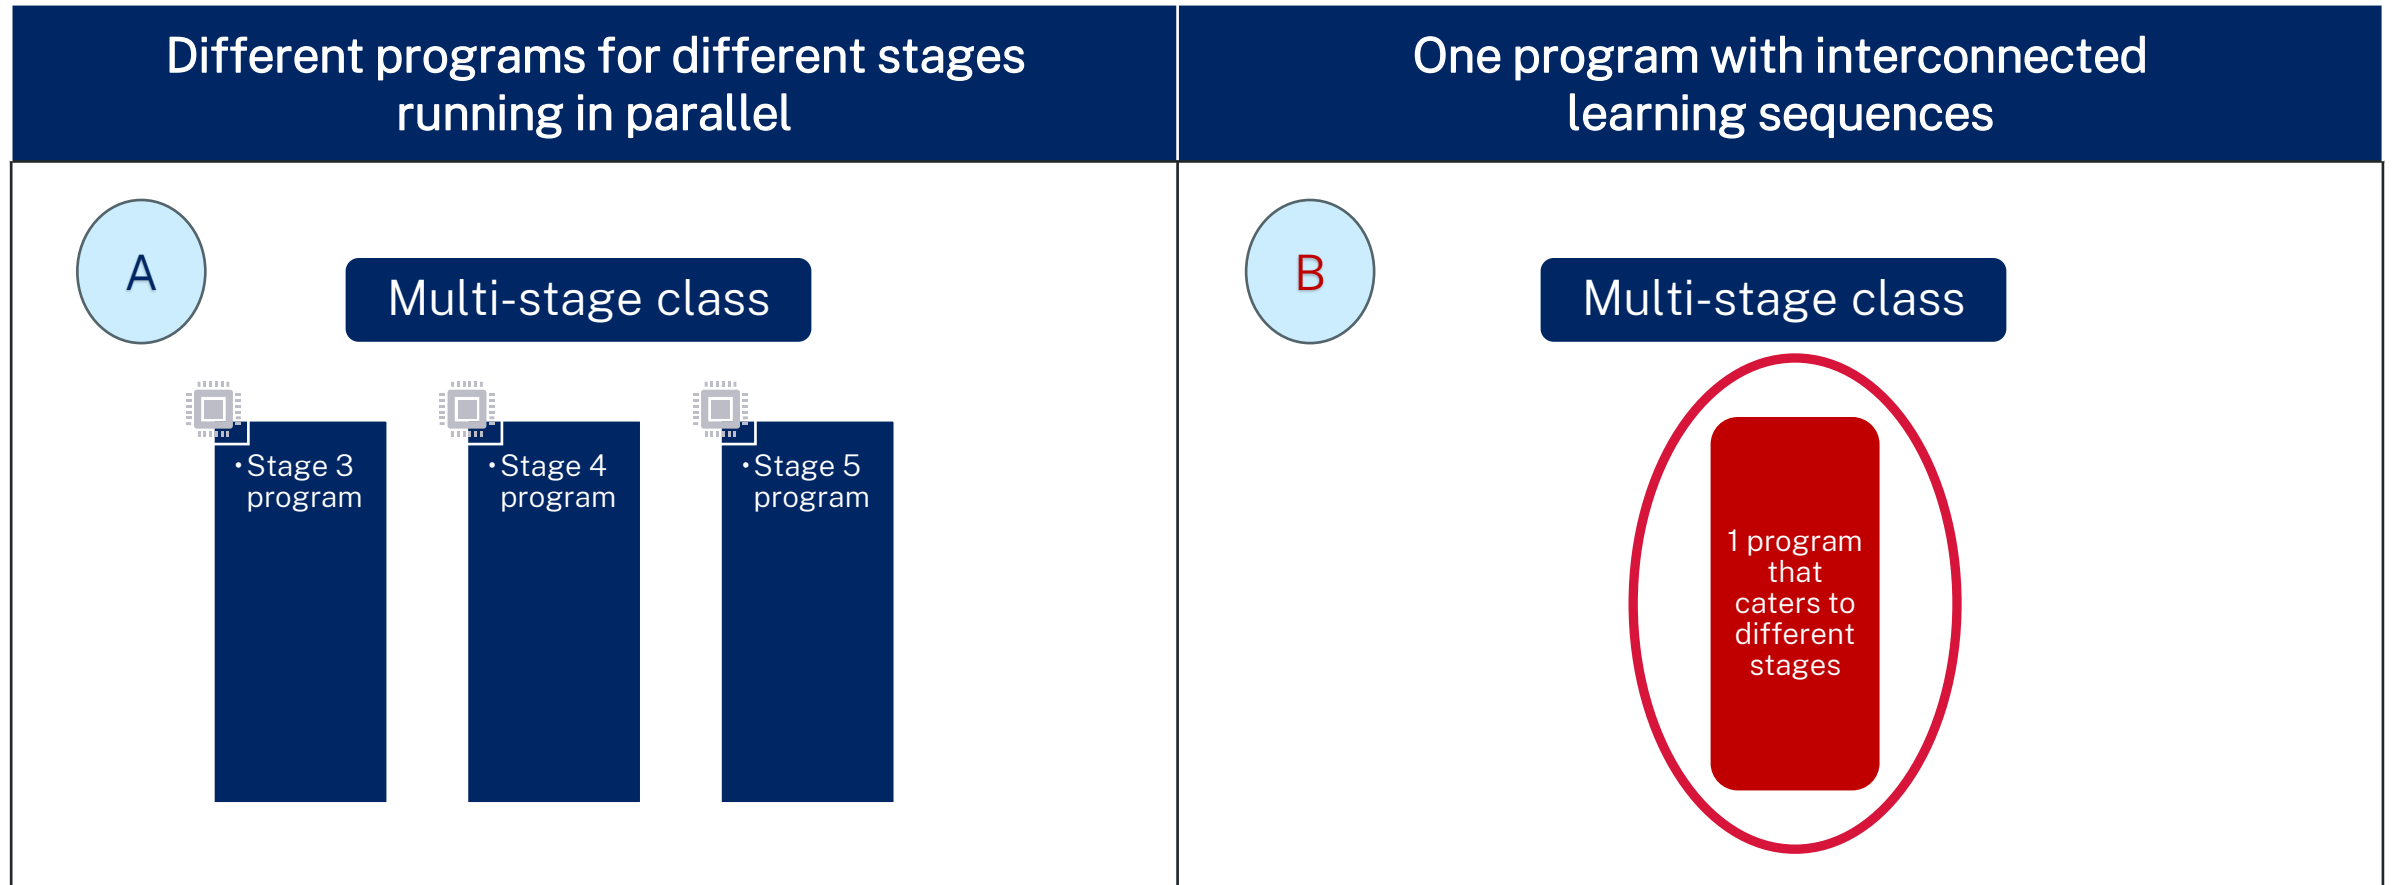 Different programs for different stages
running in parallel
One program with interconnected
learning sequences
A
Multi-stage class
• Stage 3
program
• Stage 4
program
• Stage 5
program
B
Multi-stage class
1 program
that
caters to
different
stages